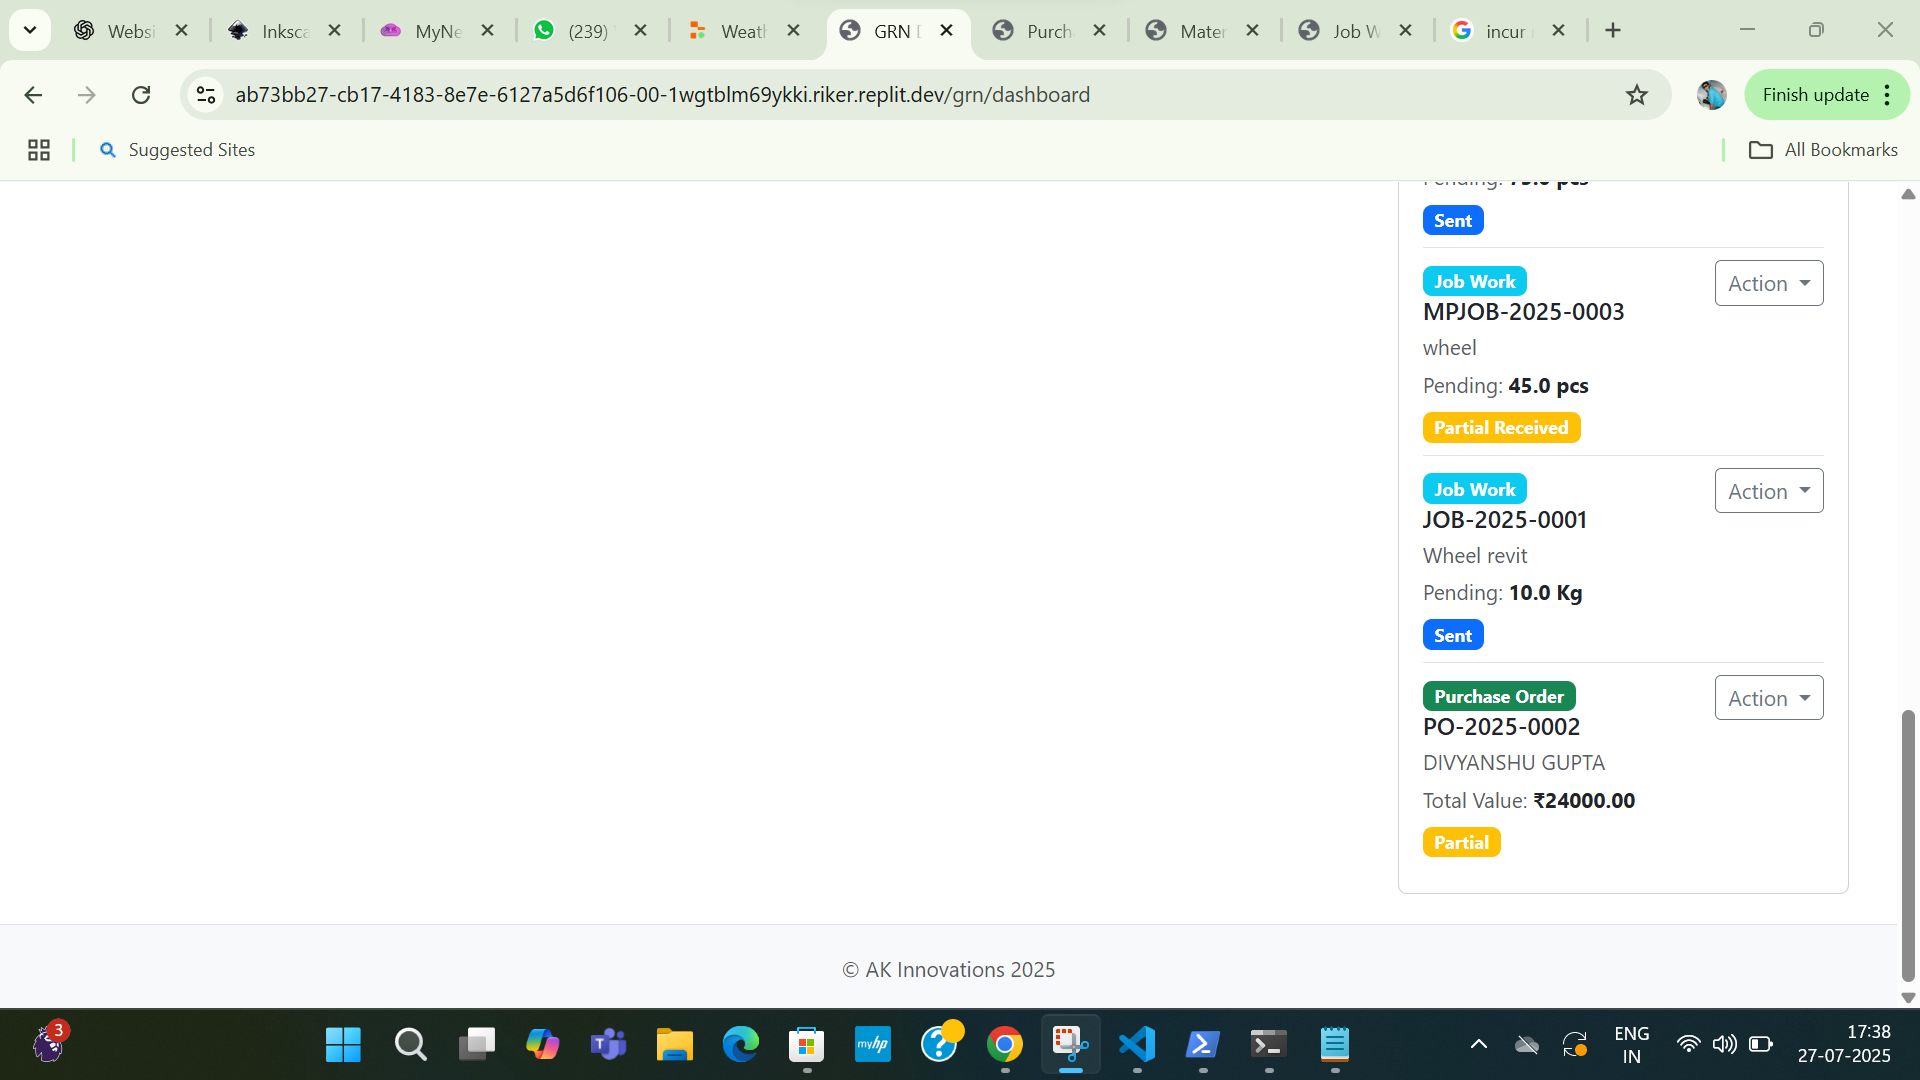 Websi
Inksca
MyNe
(239)
Weath
GRN D
Purch
Mater
Job W
incur
ab73bb27-cb17-4183-8e7e-6127a5d6f106-00-1wgtblm69ykki.riker.replit.dev/grn/dashboard
Finish update
Suggested Sites
All Bookmarks
Pending: 75.0 pcs
Sent
Job Work
Action
MPJOB-2025-0003
wheel
Pending: 45.0 pcs
Partial Received
Job Work
Action
JOB-2025-0001
Wheel revit
Pending: 10.0 Kg
Sent
Purchase Order
Action
PO-2025-0002
DIVYANSHU GUPTA
Total Value: ₹24000.00
Partial
© AK Innovations 2025
3
myhp
ENG
IN
17:38
27-07-2025